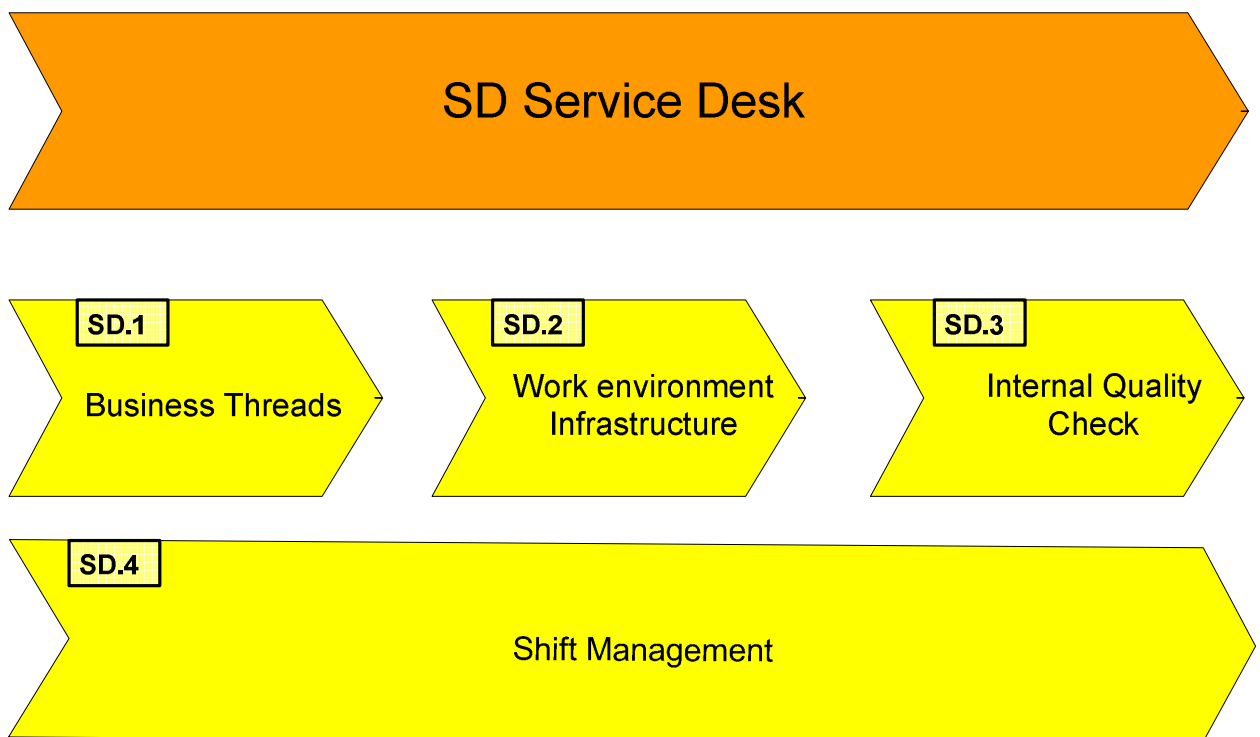 SD Service Desk
SD.1
Business Threads
SD.2
Work environment
Infrastructure
SD.3
Internal Quality
Check
SD.4
Shift Management